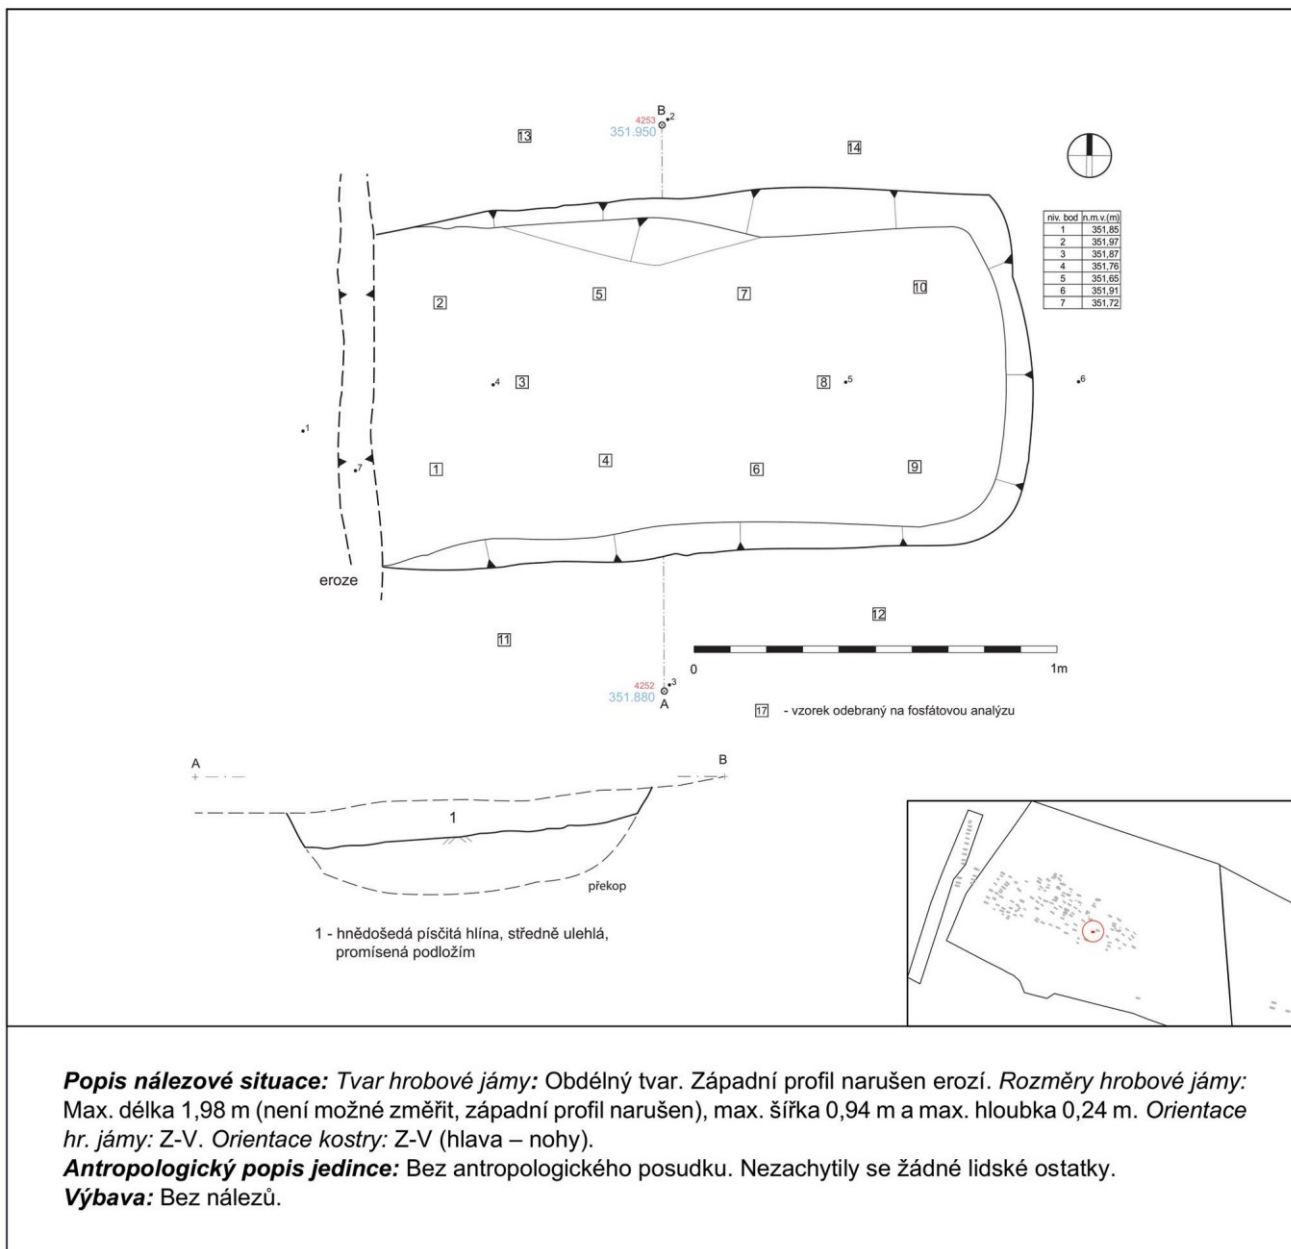 B
4253
2
351.950
13
14
niv. bod n.m.v.(m)
1 351,85
2 351,97
3 351,87
4 351,76
5 351,65
6 351,91
7 351,72
2
5
7
10
4
3
8
5
6
1
7
1
4
6
9
eroze
11
12
0 1m
4252
3
351.880
A
17 - vzorek odebraný na fosfátovou analýzu
A
B
1
překop
1 - hnědošedá písčitá hlína, středně ulehlá,
promísená podložím
Popis nálezové situace: Tvar hrobové jámy: Obdélný tvar. Západní profil narušen erozí. Rozměry hrobové jámy:
Max. délka 1,98 m (není možné změřit, západní profil narušen), max. šířka 0,94 m a max. hloubka 0,24 m. Orientace
hr. jámy: Z-V. Orientace kostry: Z-V (hlava – nohy).
Antropologický popis jedince: Bez antropologického posudku. Nezachytily se žádné lidské ostatky.
Výbava: Bez nálezů.